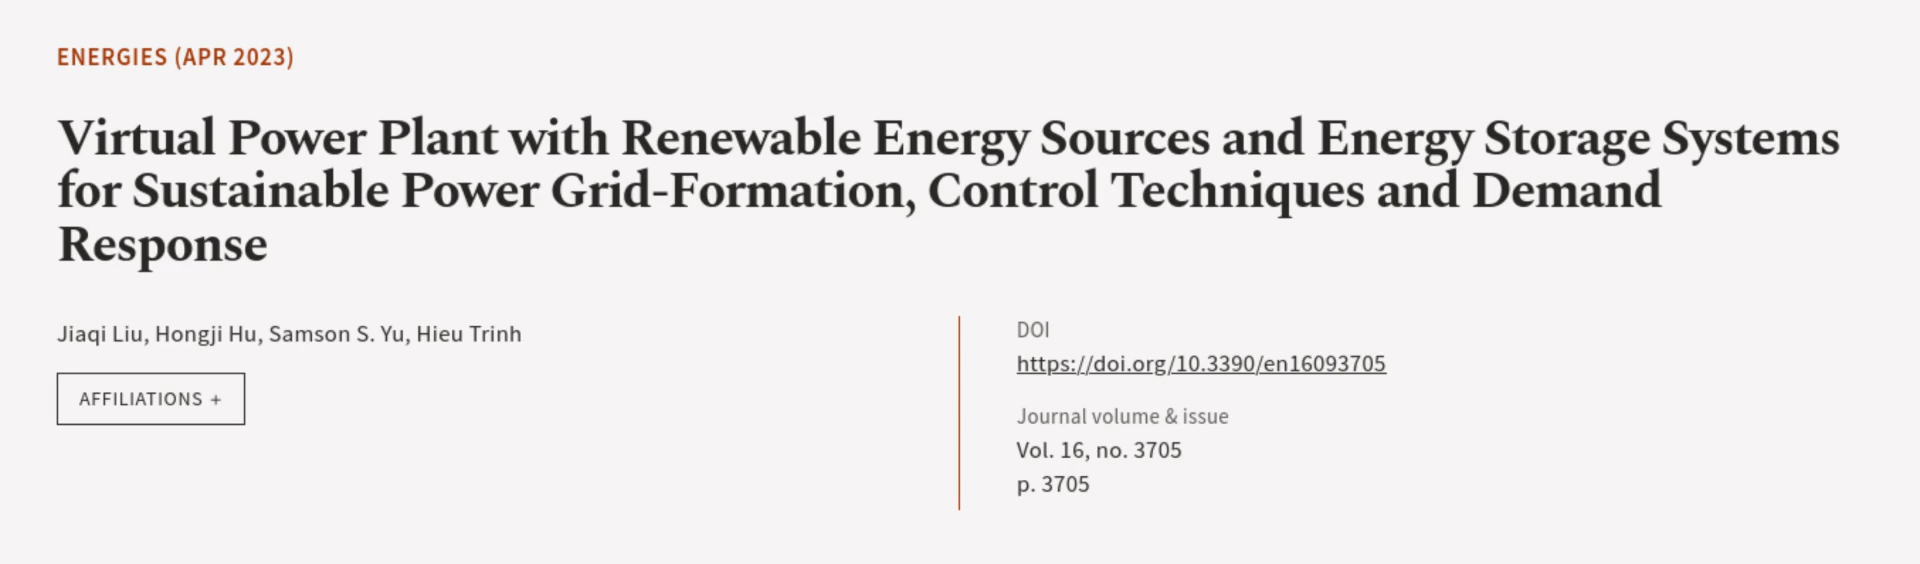 ENERGIES (APR 2023)
Virtual Power Plant with Renewable Energy Sources and Energy Storage Systems
for Sustainable Power Grid-Formation, Control Techniques and Demand
Response
Jiaqi Liu, Hongji Hu, Samson S. Yu, Hieu Trinh
AFFILIATIONS +
DOI
https://doi.org/10.3390/en16093705
Journal volume & issue
Vol. 16, no. 3705
p. 3705